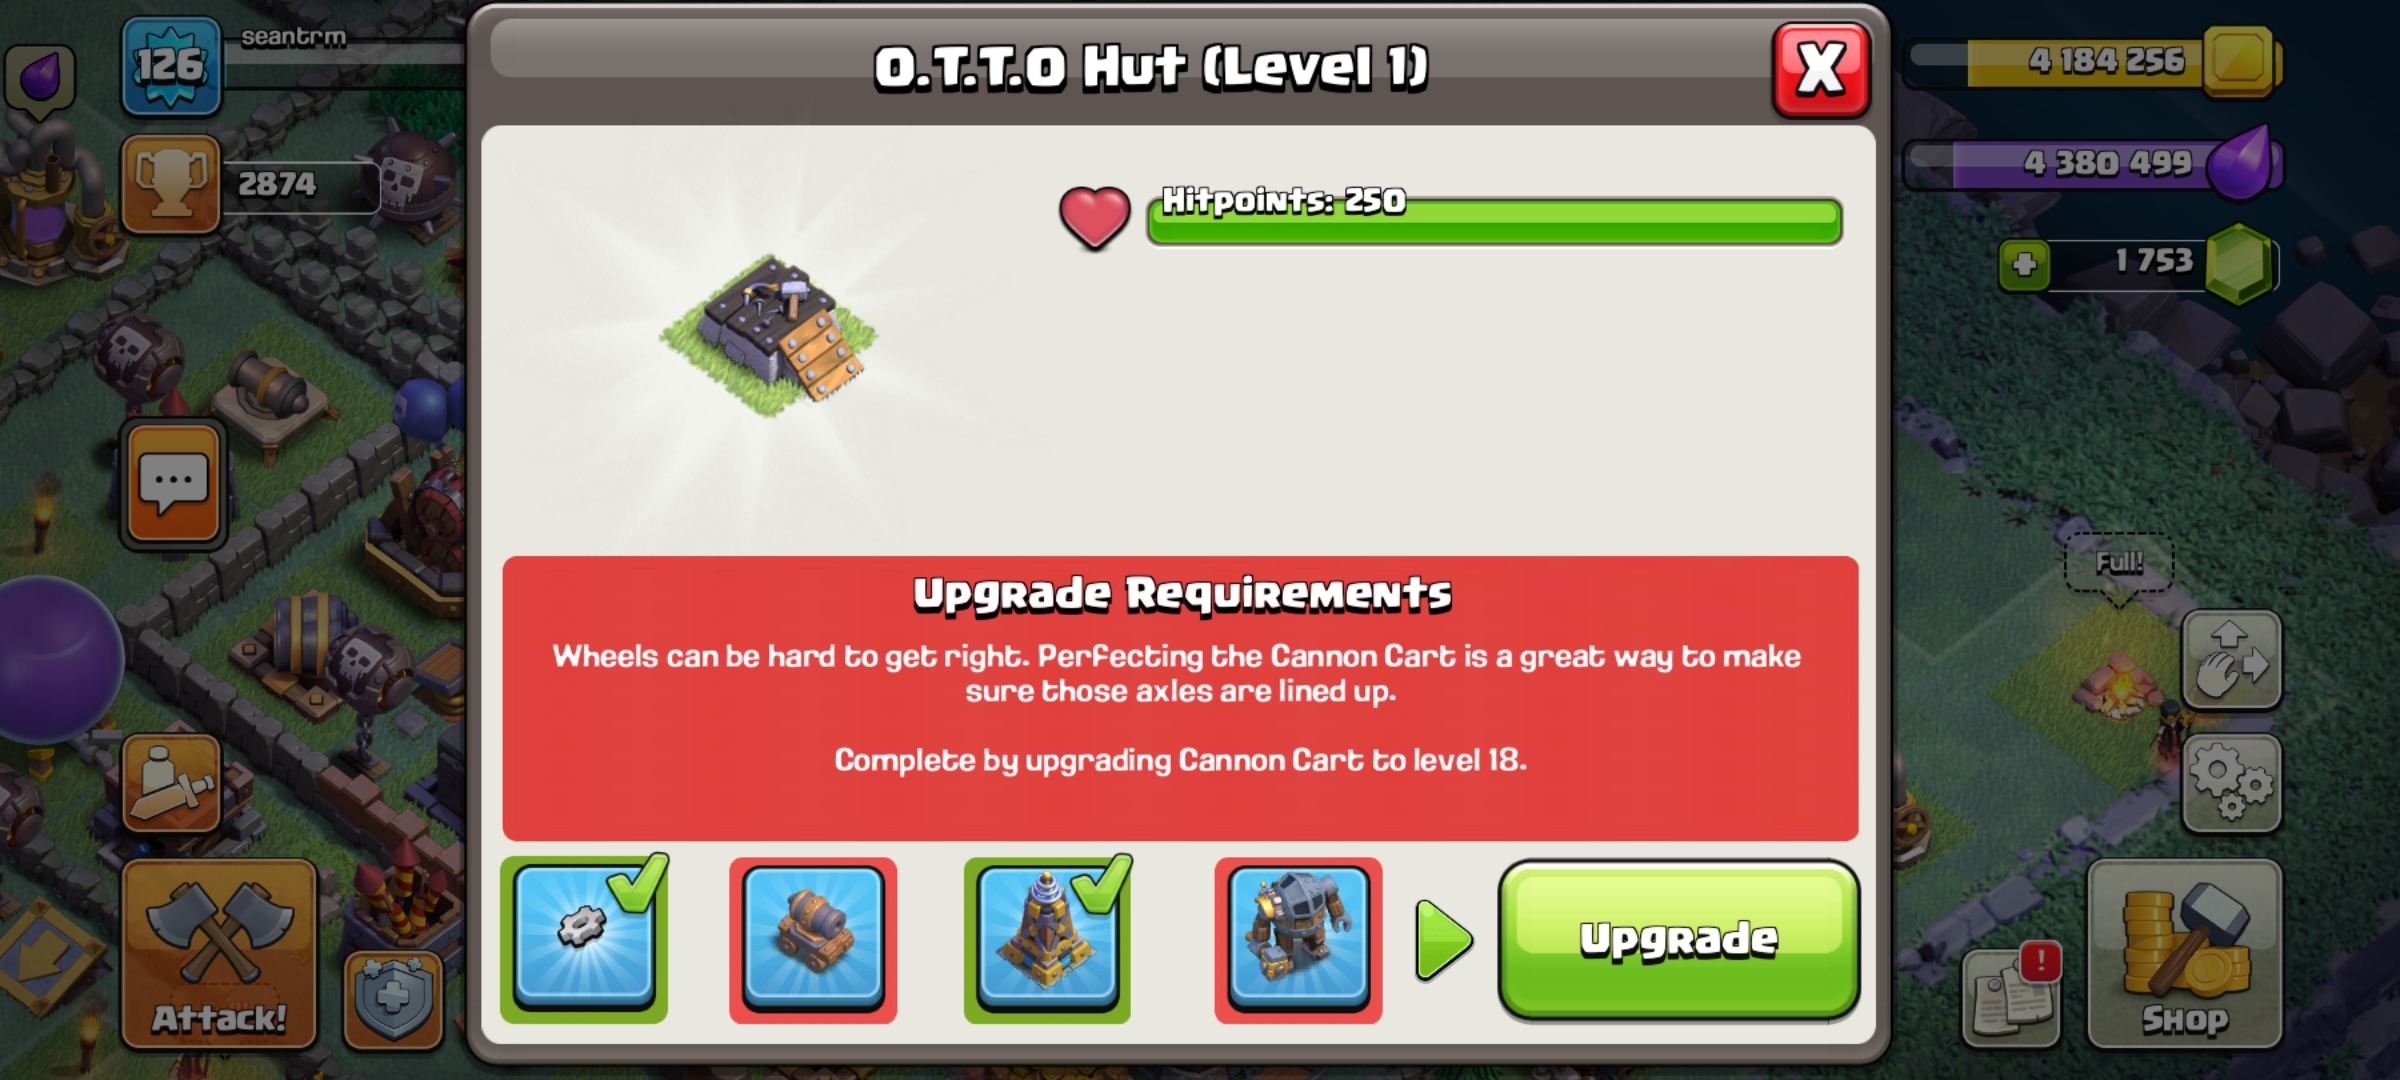 126
seantrm
2874
O.T.T.O Hut (Level 1)
X
4 184 256
4 380 499
1 753
Hitpoints: 250
Upgrade Requirements
Wheels can be hard to get right. Perfecting the Cannon Cart is a great way to make
sure those axles are lined up.
Complete by upgrading Cannon Cart to level 18.
Full!
Upgrade
Attack!
!
Shop